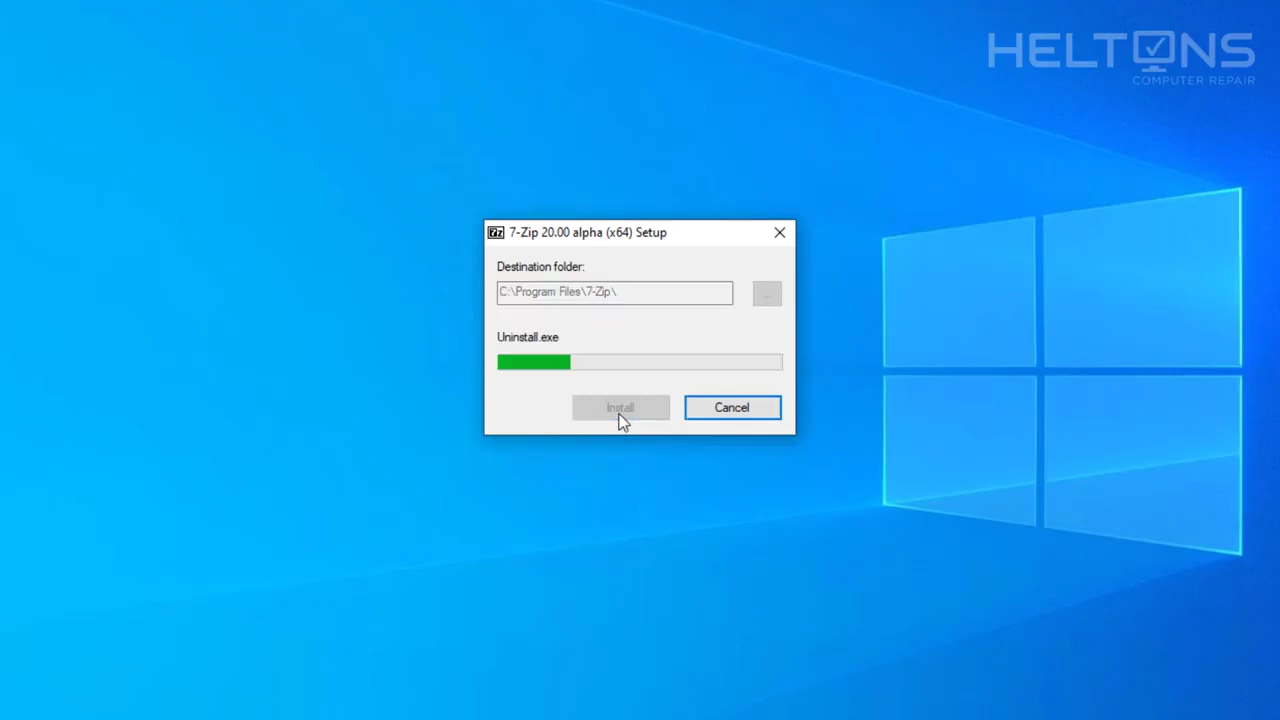 HELTONS
COMPUTER REPAIR
7z 7-Zip 20.00 alpha (x64) Setup
Destination folder:
C:\Program Files\7-Zip\
...
Uninstall.exe
Install
Cancel